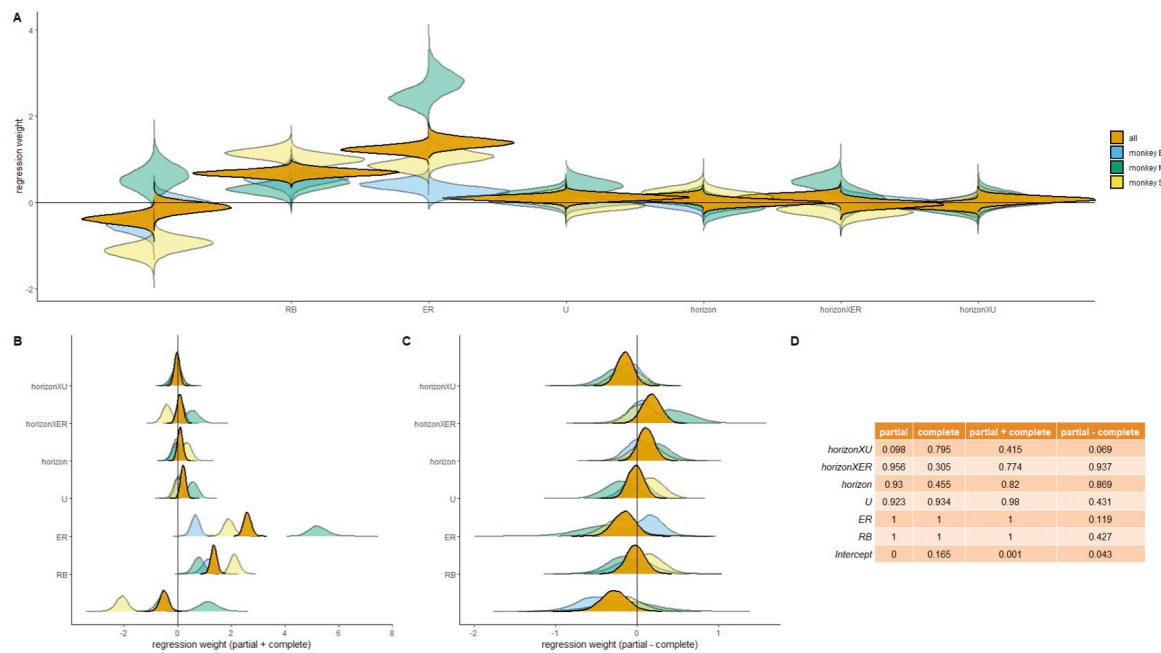 A
4
2
0
-2
regression weight
RB ER U horizon horizonXER horizonXU
all
monkey
monkey
monkey S
B
horizonXU
horizonXER
horizon
U
ER
RB
-2 0 2 4 6 8
regression weight (partial + complete)
C
horizonXU
horizonXER
horizon
U
ER
RB
-2 -1 0 1
regression weight (partial - complete)
D
partial complete partial + complete partial - complete
horizonXU 0.098 0.795 0.415 0.069
horizonXER 0.956 0.305 0.774 0.937
horizon 0.93 0.455 0.82 0.869
U 0.923 0.934 0.98 0.431
ER 1 1 1 0.119
RB 1 1 1 0.427
Intercept 0 0.165 0.001 0.043